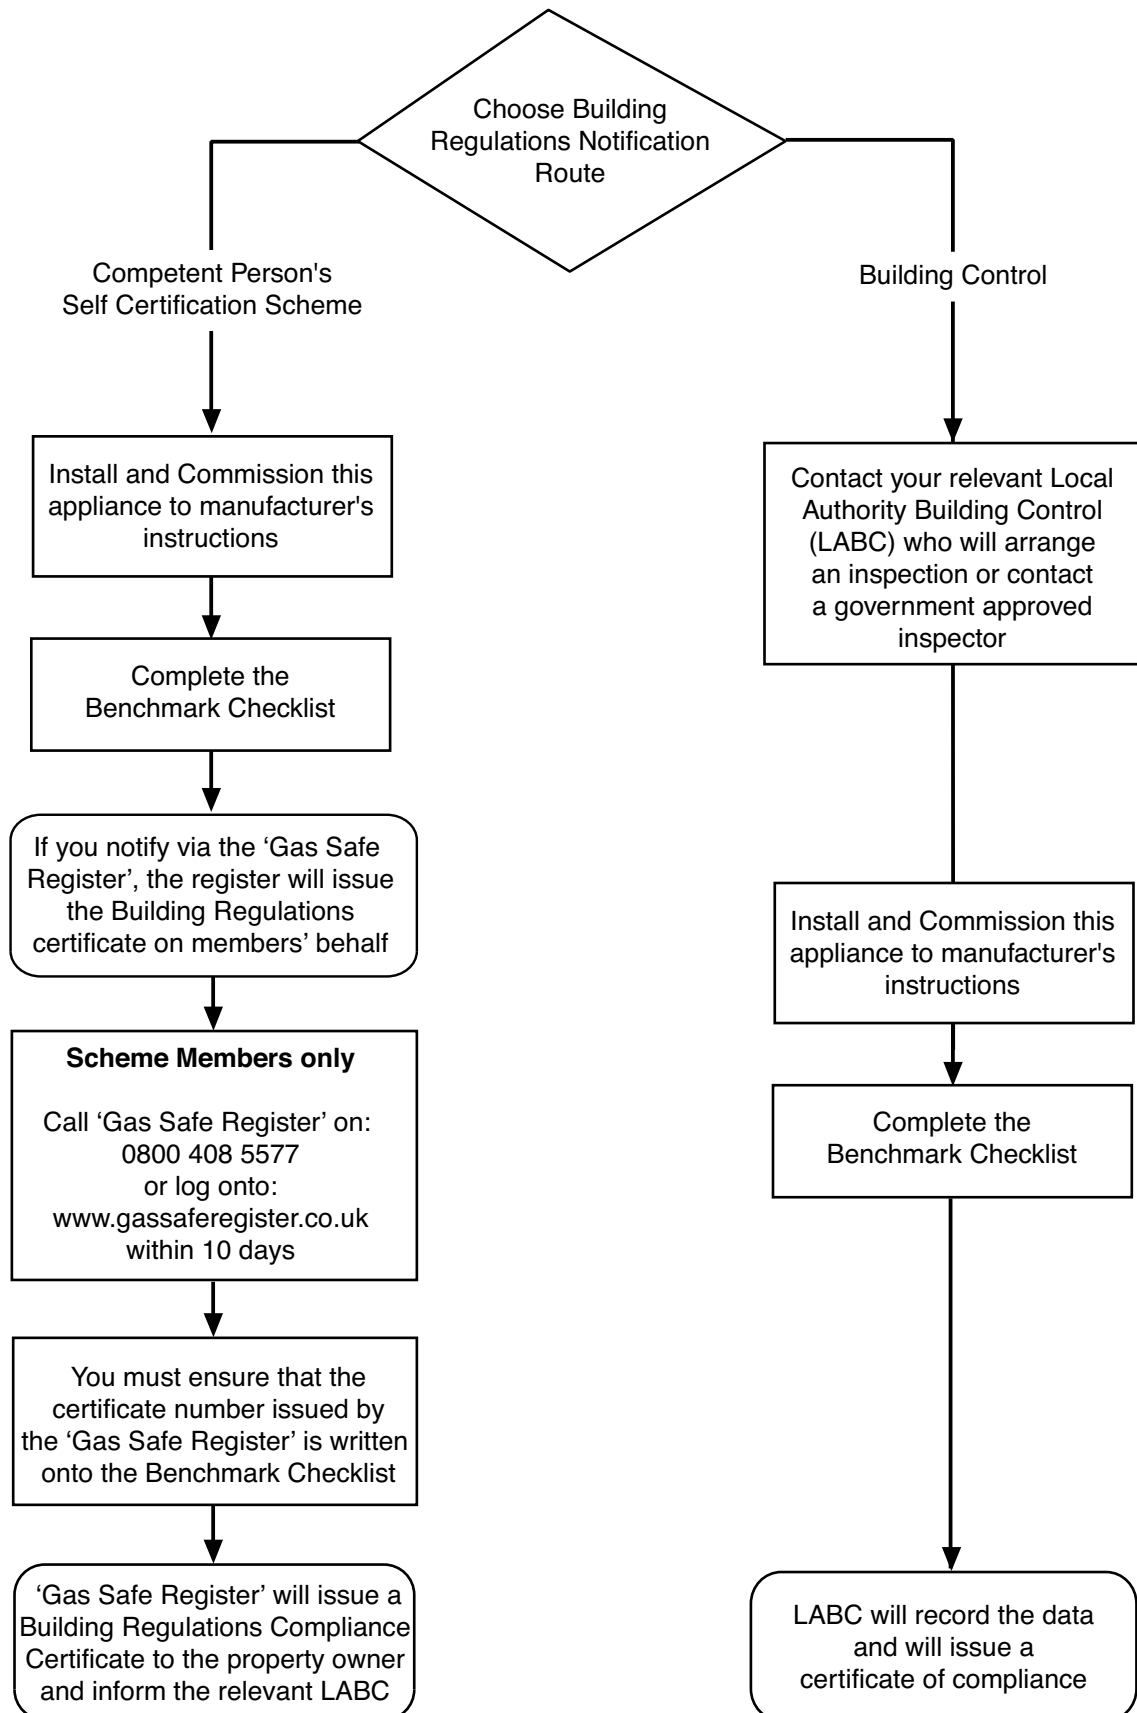 Choose Building
Regulations Notification
Route
Competent Person's
Self Certification Scheme
Building Control
Install and Commission this
appliance to manufacturer's
instructions
Contact your relevant Local
Authority Building Control
(LABC) who will arrange
an inspection or contact
a government approved
inspector
Complete the
Benchmark Checklist
If you notify via the ‘Gas Safe
Register’, the register will issue
the Building Regulations
certificate on members’ behalf
Install and Commission this
appliance to manufacturer's
instructions
Scheme Members only
Call ‘Gas Safe Register’ on:
0800 408 5577
or log onto:
www.gassaferegister.co.uk
within 10 days
Complete the
Benchmark Checklist
You must ensure that the
certificate number issued by
the ‘Gas Safe Register’ is written
onto the Benchmark Checklist
‘Gas Safe Register’ will issue a
Building Regulations Compliance
Certificate to the property owner
and inform the relevant LABC
LABC will record the data
and will issue a
certificate of compliance